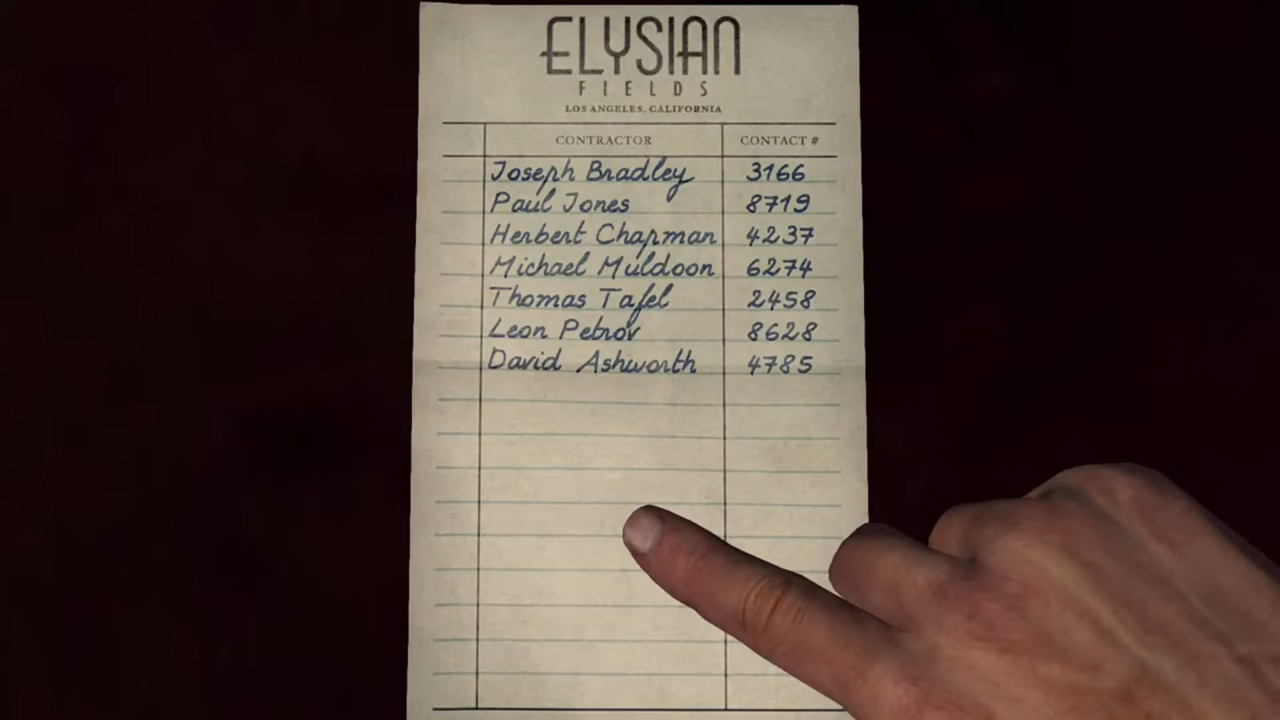 ELYSIAN
FIELDS
LOS ANGELES, CALIFORNIA
CONTRACTOR CONTACT #
Joseph Bradley 3166
Paul Jones 8719
Herbert Chapman 4237
Michael Muldoon 6274
Thomas Tafel 2458
Leon Petrov 8628
David Ashworth 4785